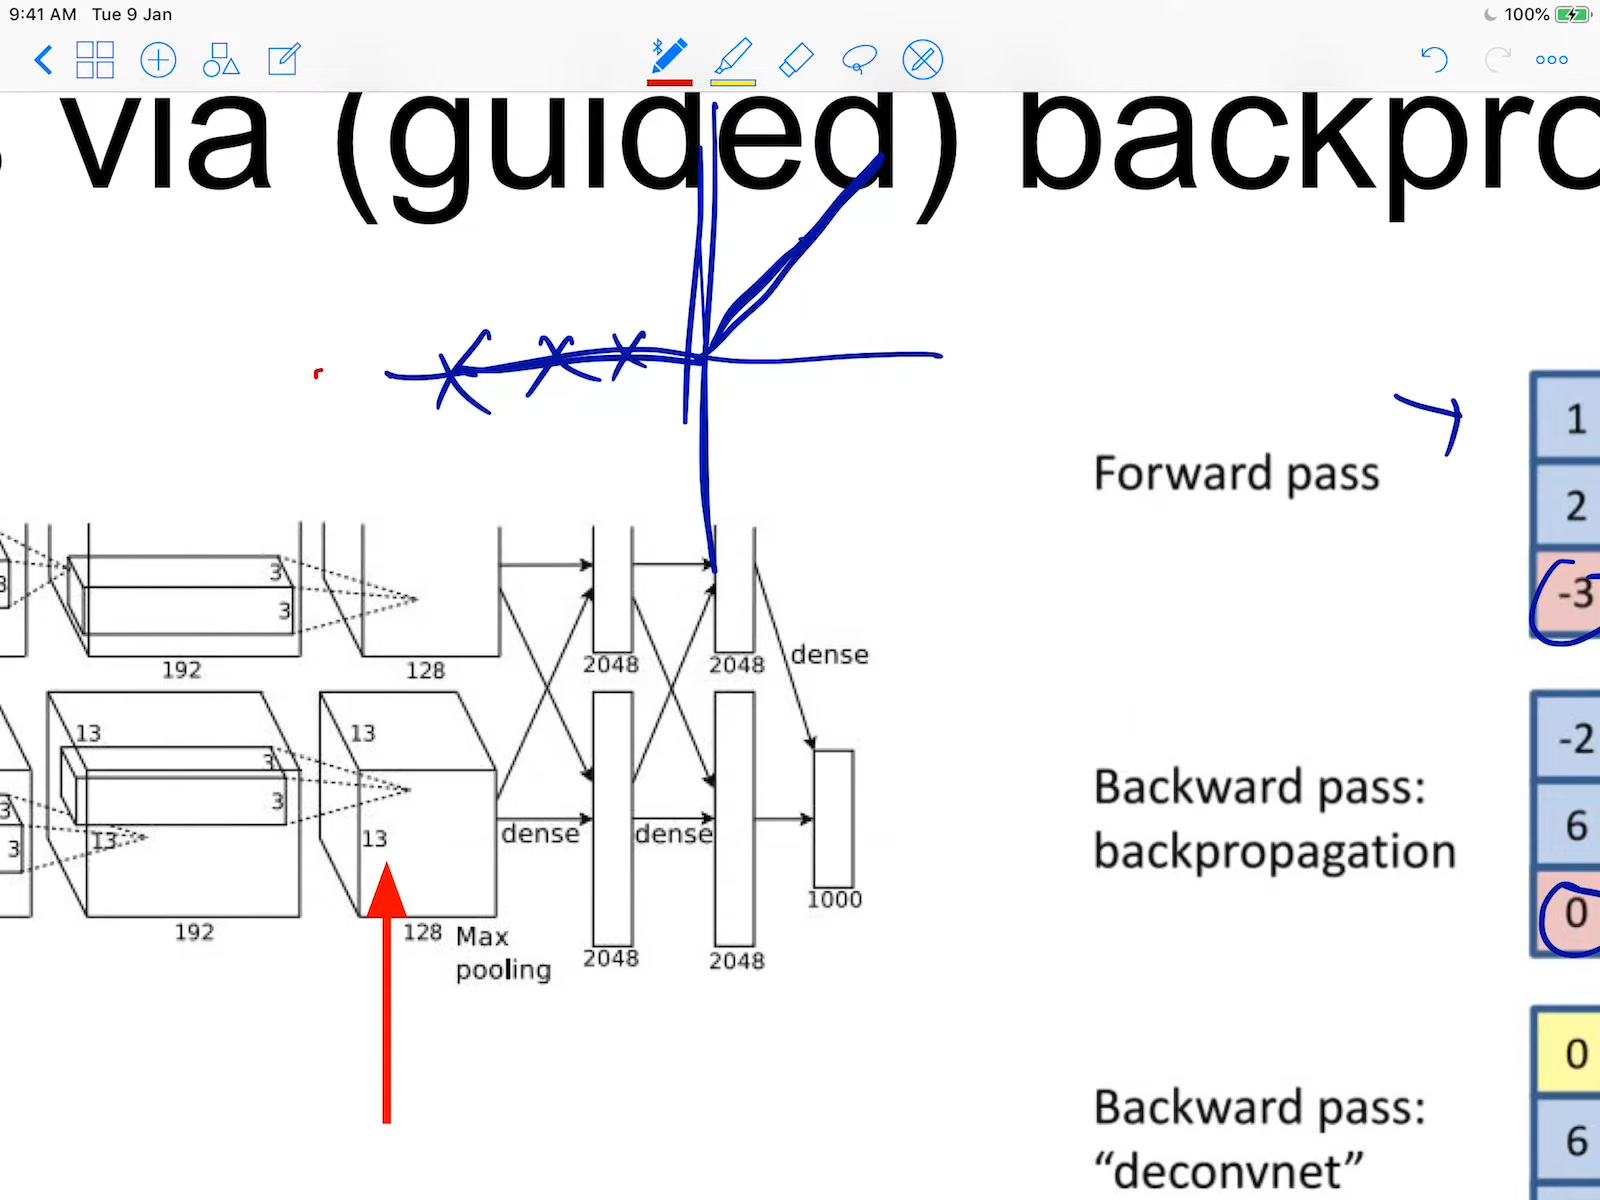 9:41 AM Tue 9 Jan
100%
via (guided) backpro
1
Forward pass
2
-3
3
3
3
192
128
2048
2048
dense
13
13
-2
3
3
3
13
13
3
dense
dense
Backward pass:
backpropagation
6
0
192
128
Max
pooling
2048
2048
1000
0
Backward pass:
"deconvnet"
6